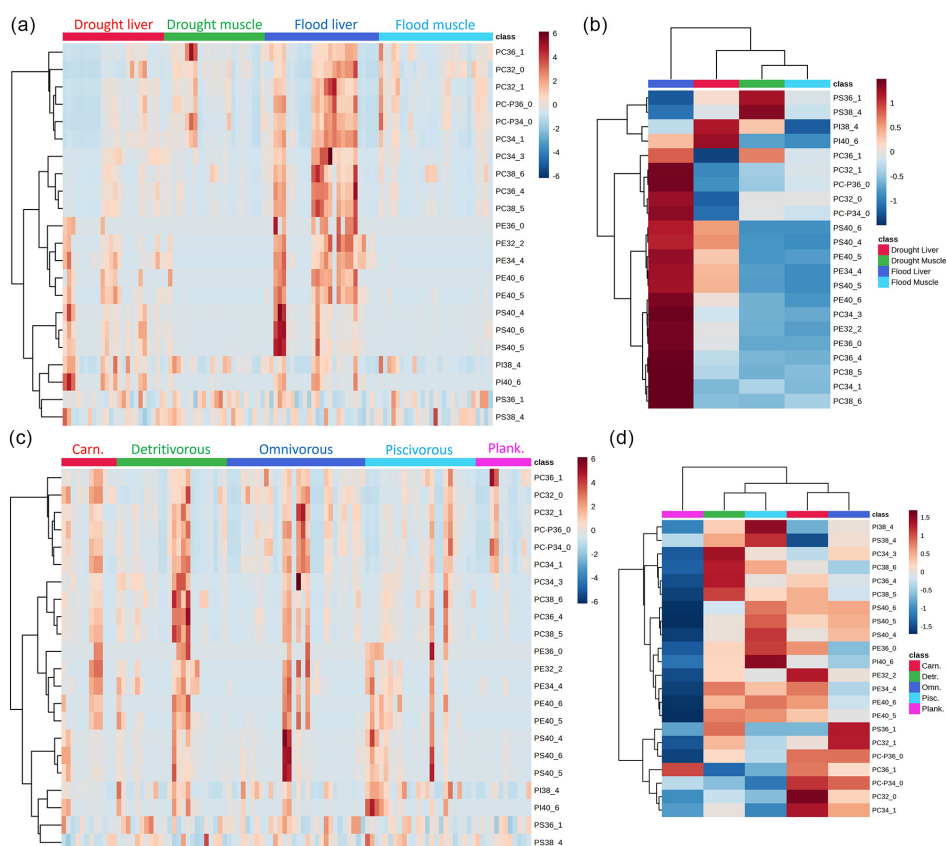 (a)
Drought liver Drought muscle Flood liver Flood muscle
class
PC36_1
PC32_0
PC32_1
PC-P36_0
PC-P34_0
PC34_1
PC34_3
PC38_6
PC36_4
PC38_5
PE36_0
PE32_2
PE34_4
PE40_6
PE40_5
PS40_4
PS40_6
PS40_5
PI38_4
PI40_6
PS36_1
PS38_4
6
4
2
0
-2
-4
-6
(b)
class
PS36_1
PS38_4
PI38_4
PI40_6
PC36_1
PC32_1
PC-P36_0
PC32_0
PC-P34_0
PS40_6
PS40_4
PE40_5
PE34_4
PS40_5
PE40_6
PC34_3
PE32_2
PE36_0
PC36_4
PC38_5
PC34_1
PC38_6
1
0.5
0
-0.5
-1
class
Drought Liver
Drought Muscle
Flood Liver
Flood Muscle
(c)
Carn. Detritivorous Omnivorous Piscivorous Plank.
class
PC36_1
PC32_0
PC32_1
PC-P36_0
PC-P34_0
PC34_1
PC34_3
PC38_6
PC36_4
PC38_5
PE36_0
PE32_2
PE34_4
PE40_6
PE40_5
PS40_4
PS40_6
PS40_5
PI38_4
PI40_6
PS36_1
PS38_4
6
4
2
0
-2
-4
-6
(d)
class
PI38_4
PS38_4
PC34_3
PC38_6
PC36_4
PC38_5
PS40_6
PS40_5
PS40_4
PE36_0
PI40_6
PE32_2
PE34_4
PE40_6
PE40_5
PS36_1
PC32_1
PC-P36_0
PC36_1
PC-P34_0
PC32_0
PC34_1
1.5
1
0.5
0
-0.5
-1
-1.5
class
Carn.
Detr.
Omn.
Pisc.
Plank.